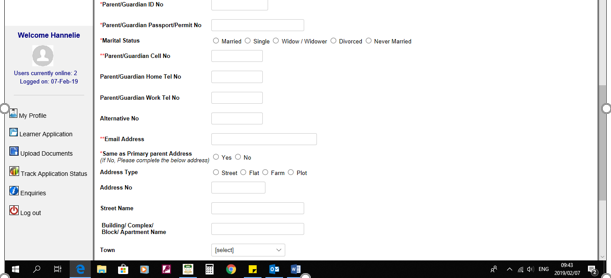 *Parent/Guardian ID No
*Parent/Guardian Passport/Permit No
*Marital Status Married Single Widow / Widower Divorced Never Married
**Parent/Guardian Cell No
Parent/Guardian Home Tel No
Parent/Guardian Work Tel No
Alternative No
**Email Address
*Same as Primary parent Address Yes No
(If No, Please complete the below address)
Address Type Street Flat Farm Plot
Address No
Street Name
Building/ Complex/
Block/ Apartment Name
Town [select]
Welcome Hannelie
Users currently online: 2
Logged on: 07-Feb-19
My Profile
Learner Application
Upload Documents
Track Application Status
Enquiries
Log out
ENG
09:43
2019/02/07